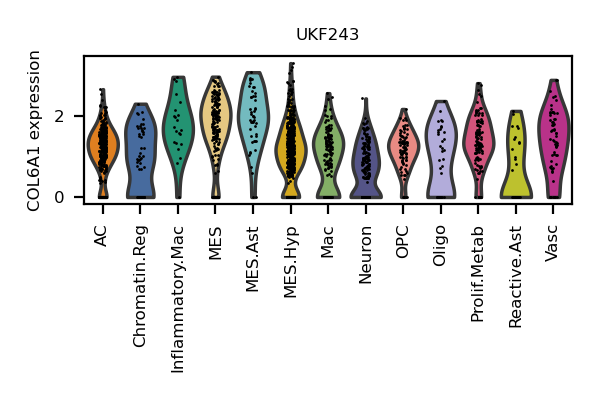 UKF243
COL6A1 expression
2
0
AC
Chromatin.Reg
Inflammatory.Mac
MES
MES.Ast
MES.Hyp
Mac
Neuron
OPC
Oligo
Prolif.Metab
Reactive.Ast
Vasc